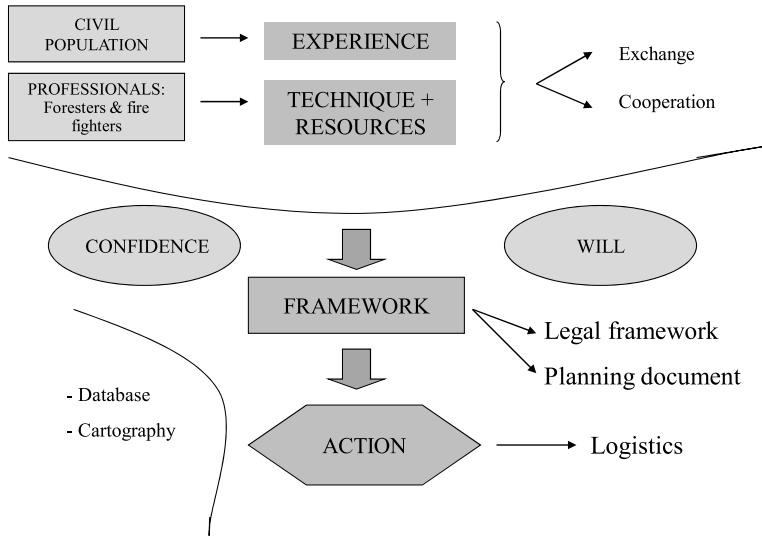 CIVIL
POPULATION
EXPERIENCE
PROFESSIONALS:
Foresters & fire
fighters
TECHNIQUE +
RESOURCES
Exchange
Cooperation
CONFIDENCE
WILL
FRAMEWORK
Legal framework
Planning document
- Database
- Cartography
ACTION
Logistics